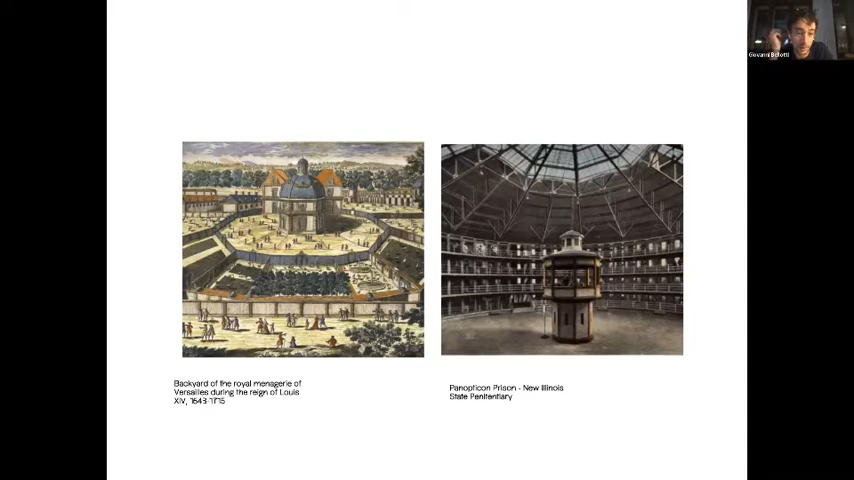 Giovanni Bellotti
Backyard of the royal menagerie of
Versailles during the reign of Louis
XIV, 1643-1715
Panopticon Prison - New Illinois
State Penitentiary